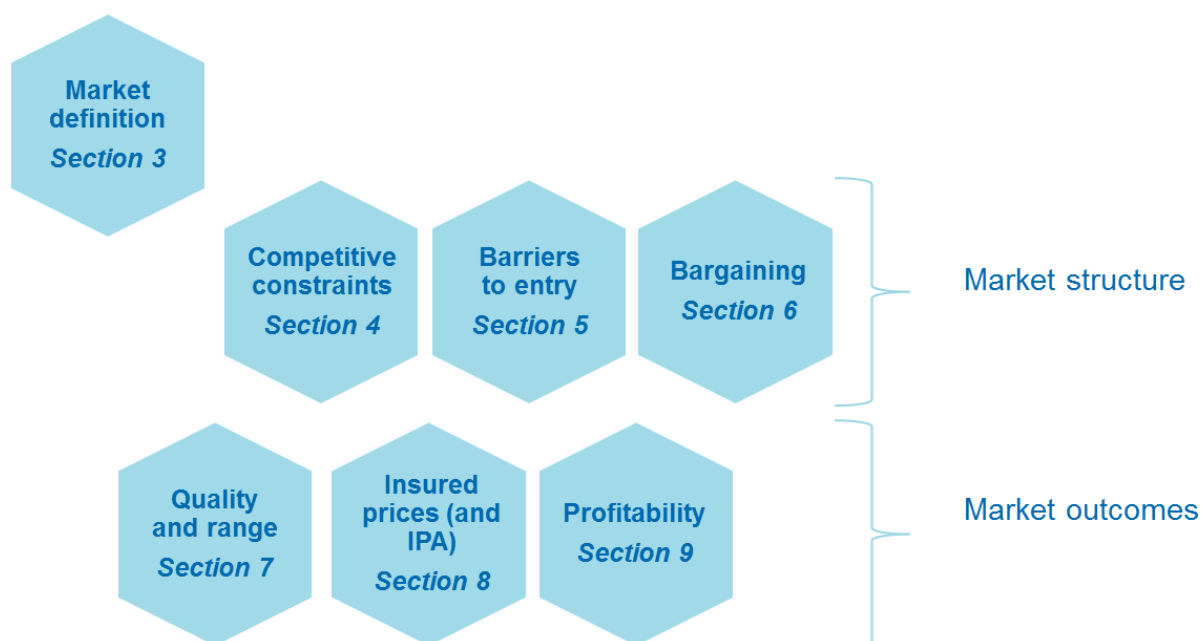 Market
definition
Section 3
Competitive
constraints
Section 4
Barriers
to entry
Section 5
Bargaining
Section 6
Market structure
Quality
and range
Section 7
Insured
prices (and
IPA)
Section 8
Profitability
Section 9
Market outcomes